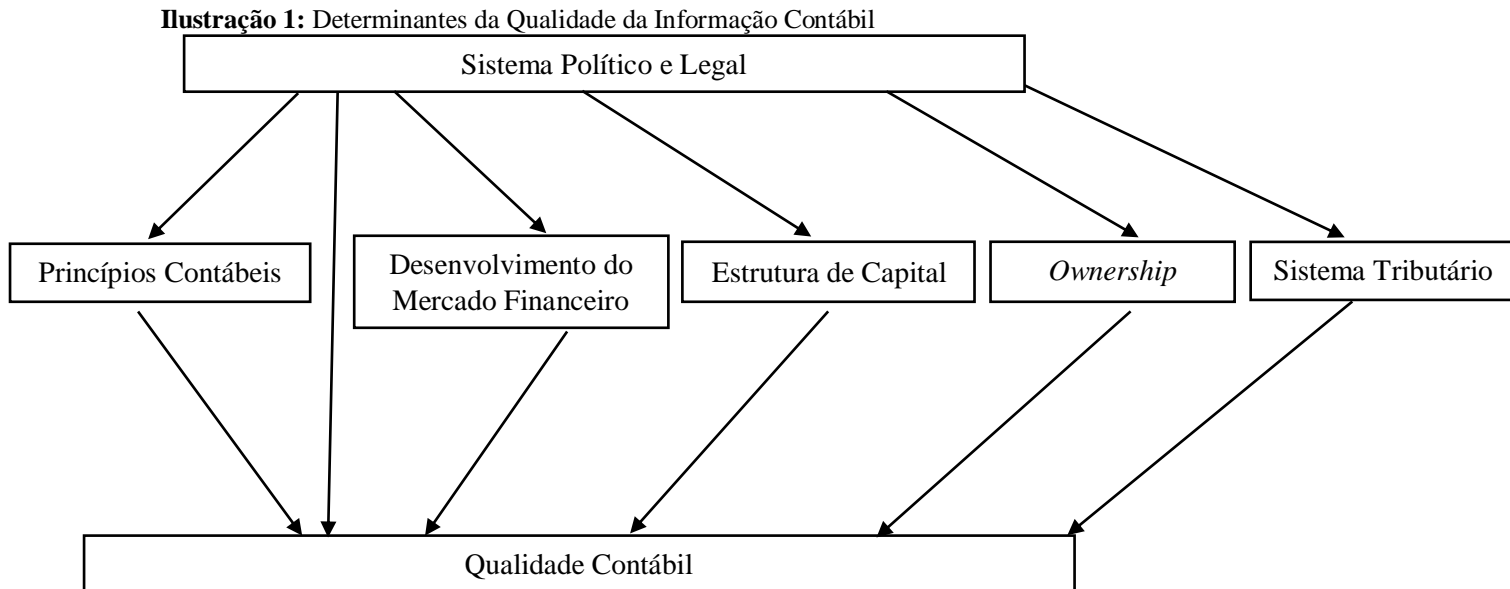 Ilustração 1: Determinantes da Qualidade da Informação Contábil
Sistema Político e Legal
Princípios Contábeis
Desenvolvimento do
Mercado Financeiro
Estrutura de Capital
Ownership
Sistema Tributário
Qualidade Contábil